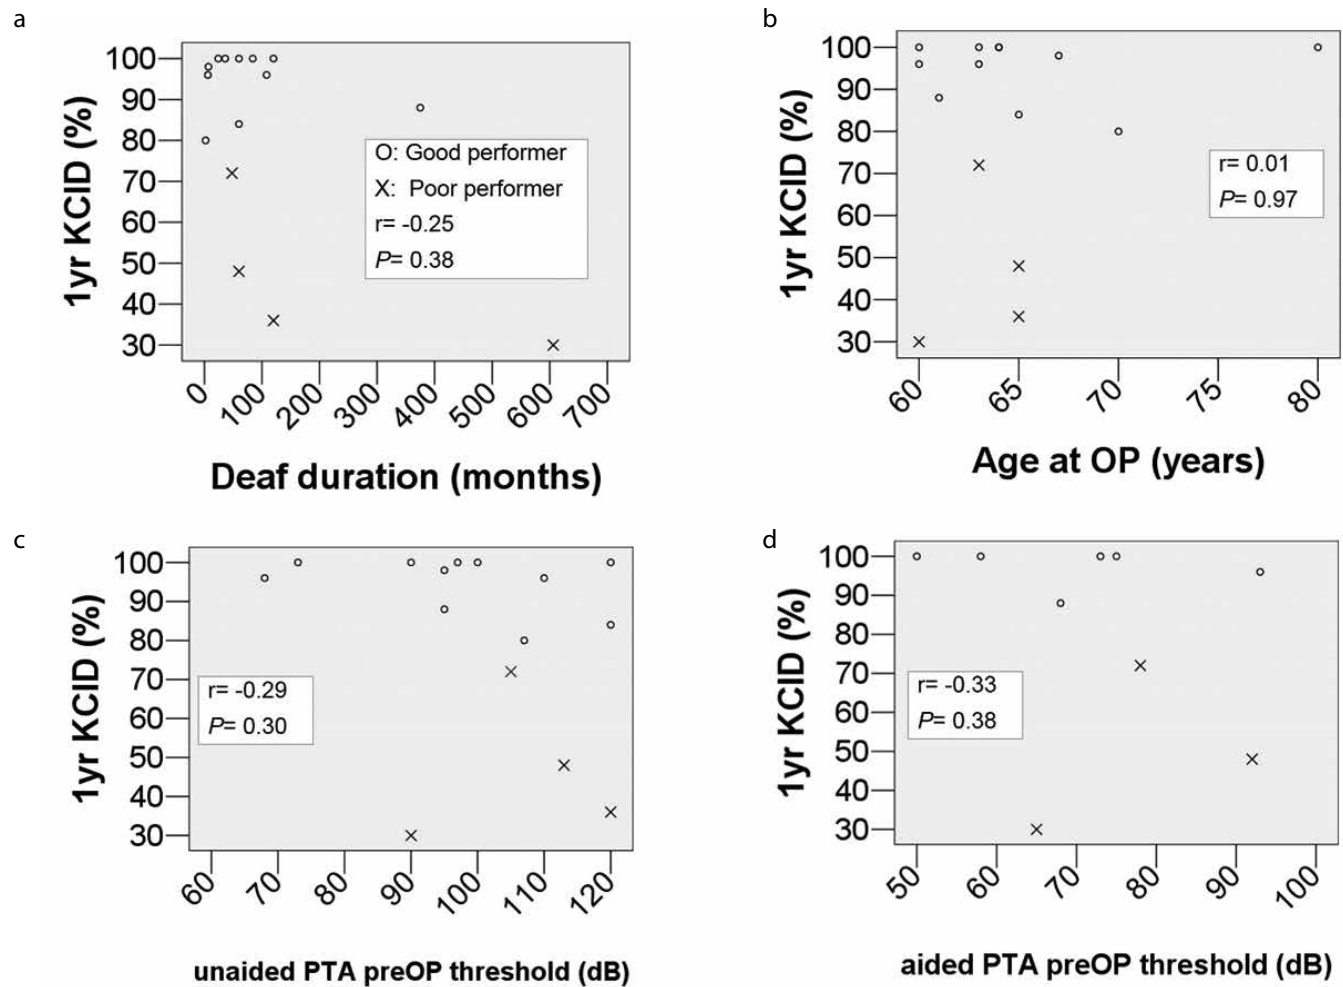 a
1yr KCID (%)
100
90
80
70
60
50
40
30
O: Good performer
X: Poor performer
r= -0.25
P= 0.38
0 100 200 300 400 500 600 700
Deaf duration (months)
b
1yr KCID (%)
100
90
80
70
60
50
40
30
r= 0.01
P= 0.97
60 65 70 75 80
Age at OP (years)
c
1yr KCID (%)
100
90
80
70
60
50
40
30
r= -0.29
P= 0.30
60 70 80 90 100 110 120
unaided PTA preOP threshold (dB)
d
1yr KCID (%)
100
90
80
70
60
50
40
30
r= -0.33
P= 0.38
50 60 70 80 90 100
aided PTA preOP threshold (dB)